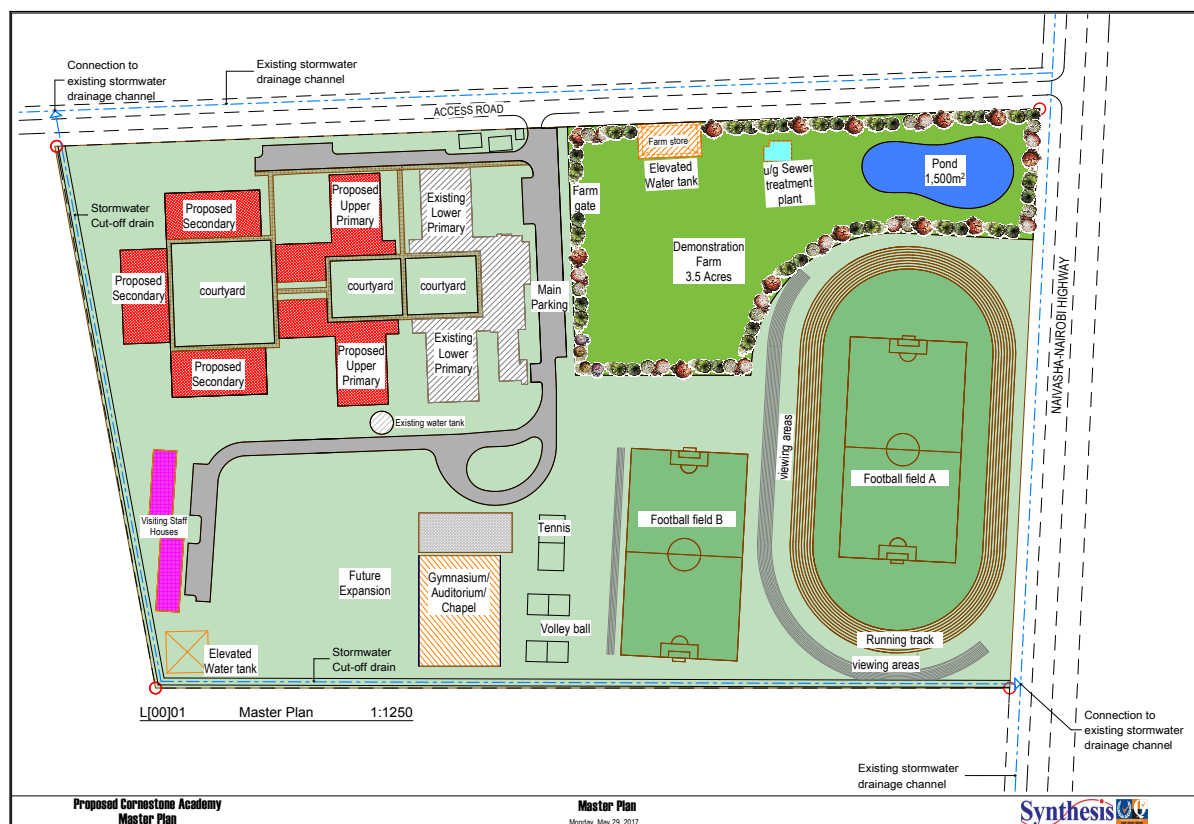 Connection to
existing stormwater
drainage channel
Existing stormwater
drainage channel
ACCESS ROAD
Stormwater
Cut-off drain
Proposed
Secondary
Proposed
Upper
Primary
Existing
Lower
Primary
Farm
gate
Farm store
Elevated
Water tank
u/g Sewer
treatment
plant
Pond
1,500m²
Proposed
Secondary
courtyard
courtyard
courtyard
Main
Parking
Demonstration
Farm
3.5 Acres
NAIVASHA-NAIROBI HIGHWAY
Proposed
Secondary
Proposed
Upper
Primary
Existing
Lower
Primary
Existing water tank
viewing areas
Football field A
Visiting Staff
Houses
Football field B
Tennis
Future
Expansion
Gymnasium/
Auditorium/
Chapel
Volley ball
Running track
viewing areas
Elevated
Water tank
Stormwater
Cut-off drain
L[00]01 Master Plan 1:1250
Connection to
existing stormwater
drainage channel
Existing stormwater
drainage channel
Proposed Cornestone Academy
Master Plan
Master Plan
Monday, May 29, 2017
Synthesis